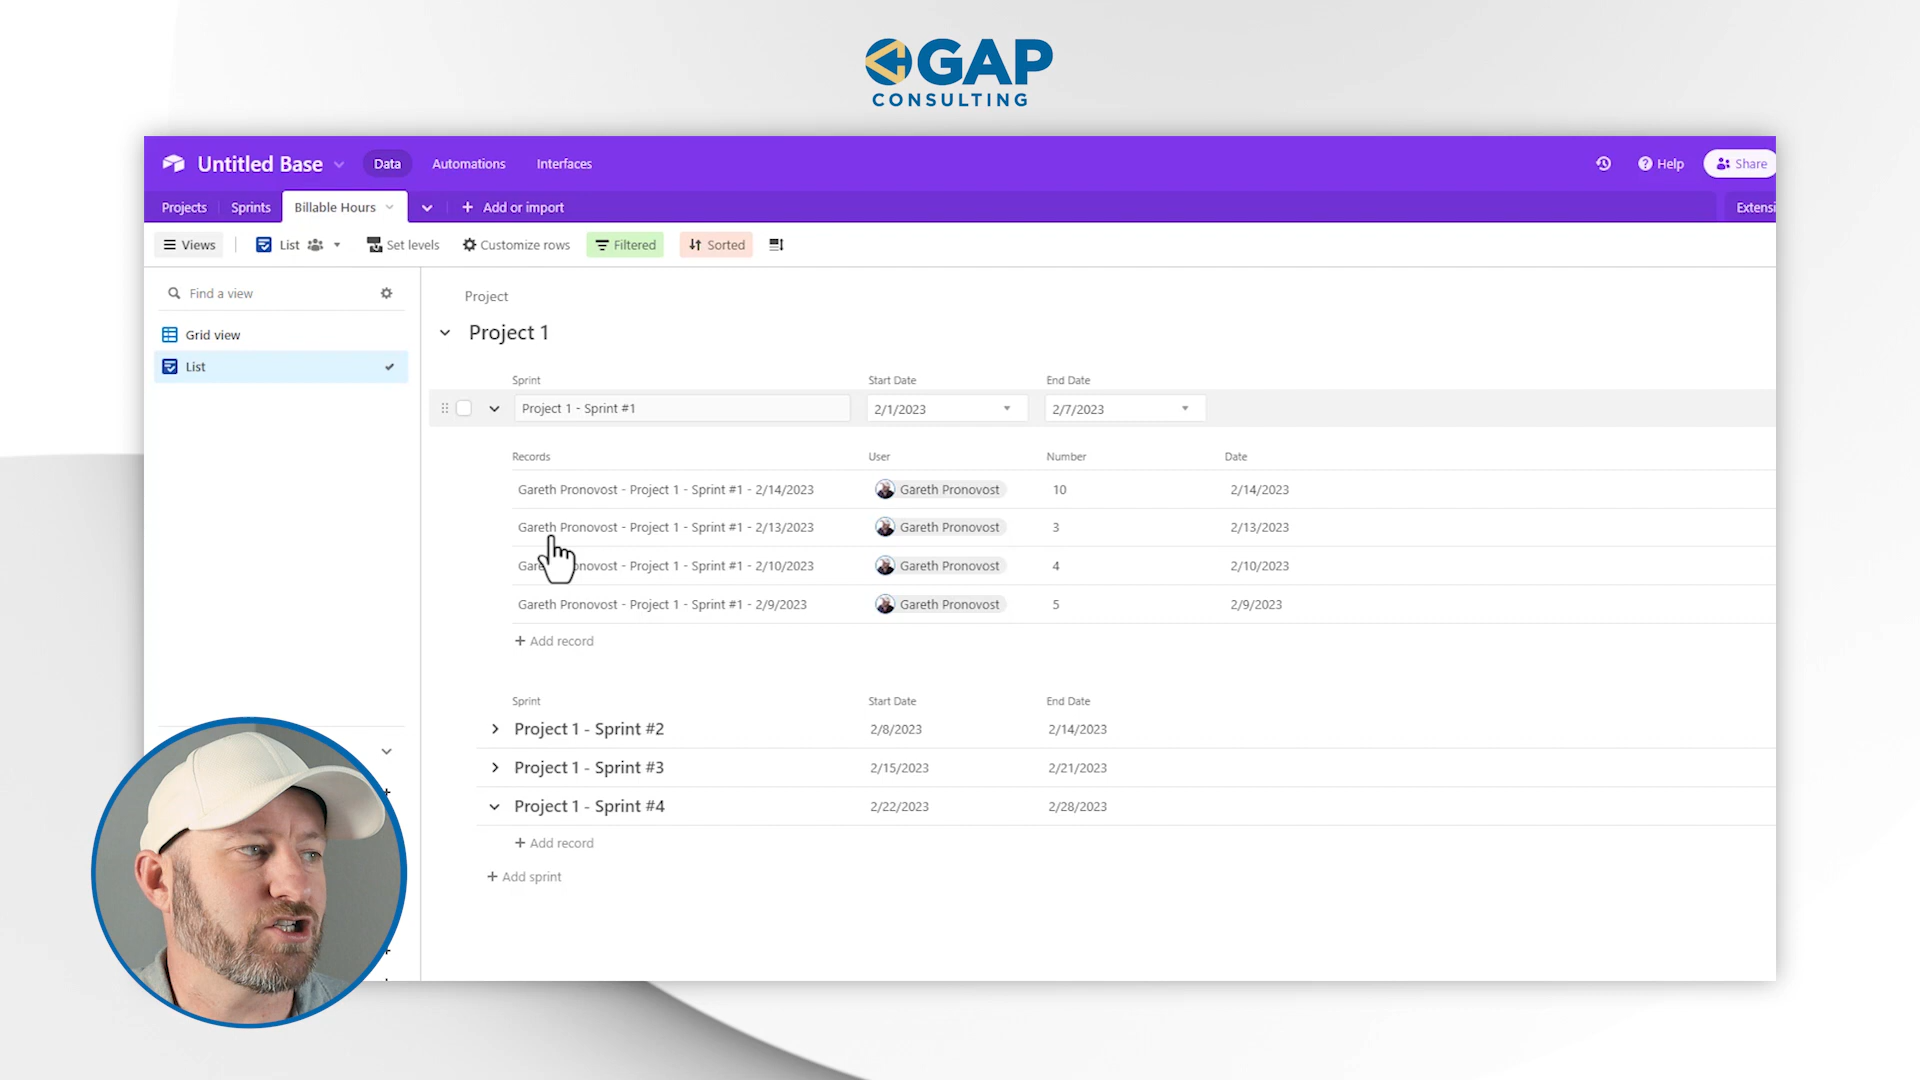 GAP
CONSULTING
Untitled Base Data Automations Interfaces Help Share
Projects Sprints Billable Hours + Add or import Extensi
Views List Set levels Customize rows Filtered Sorted
Find a view
Grid view
List
Project
Project 1
Sprint Start Date End Date
Project 1 - Sprint #1 2/1/2023 2/7/2023
Records User Number Date
Gareth Pronovost - Project 1 - Sprint #1 - 2/14/2023 Gareth Pronovost 10 2/14/2023
Gareth Pronovost - Project 1 - Sprint #1 - 2/13/2023 Gareth Pronovost 3 2/13/2023
Gare onovost - Project 1 - Sprint #1 - 2/10/2023 Gareth Pronovost 4 2/10/2023
Gareth Pronovost - Project 1 - Sprint #1 - 2/9/2023 Gareth Pronovost 5 2/9/2023
+ Add record
Sprint Start Date End Date
Project 1 - Sprint #2 2/8/2023 2/14/2023
Project 1 - Sprint #3 2/15/2023 2/21/2023
Project 1 - Sprint #4 2/22/2023 2/28/2023
+ Add record
+ Add sprint